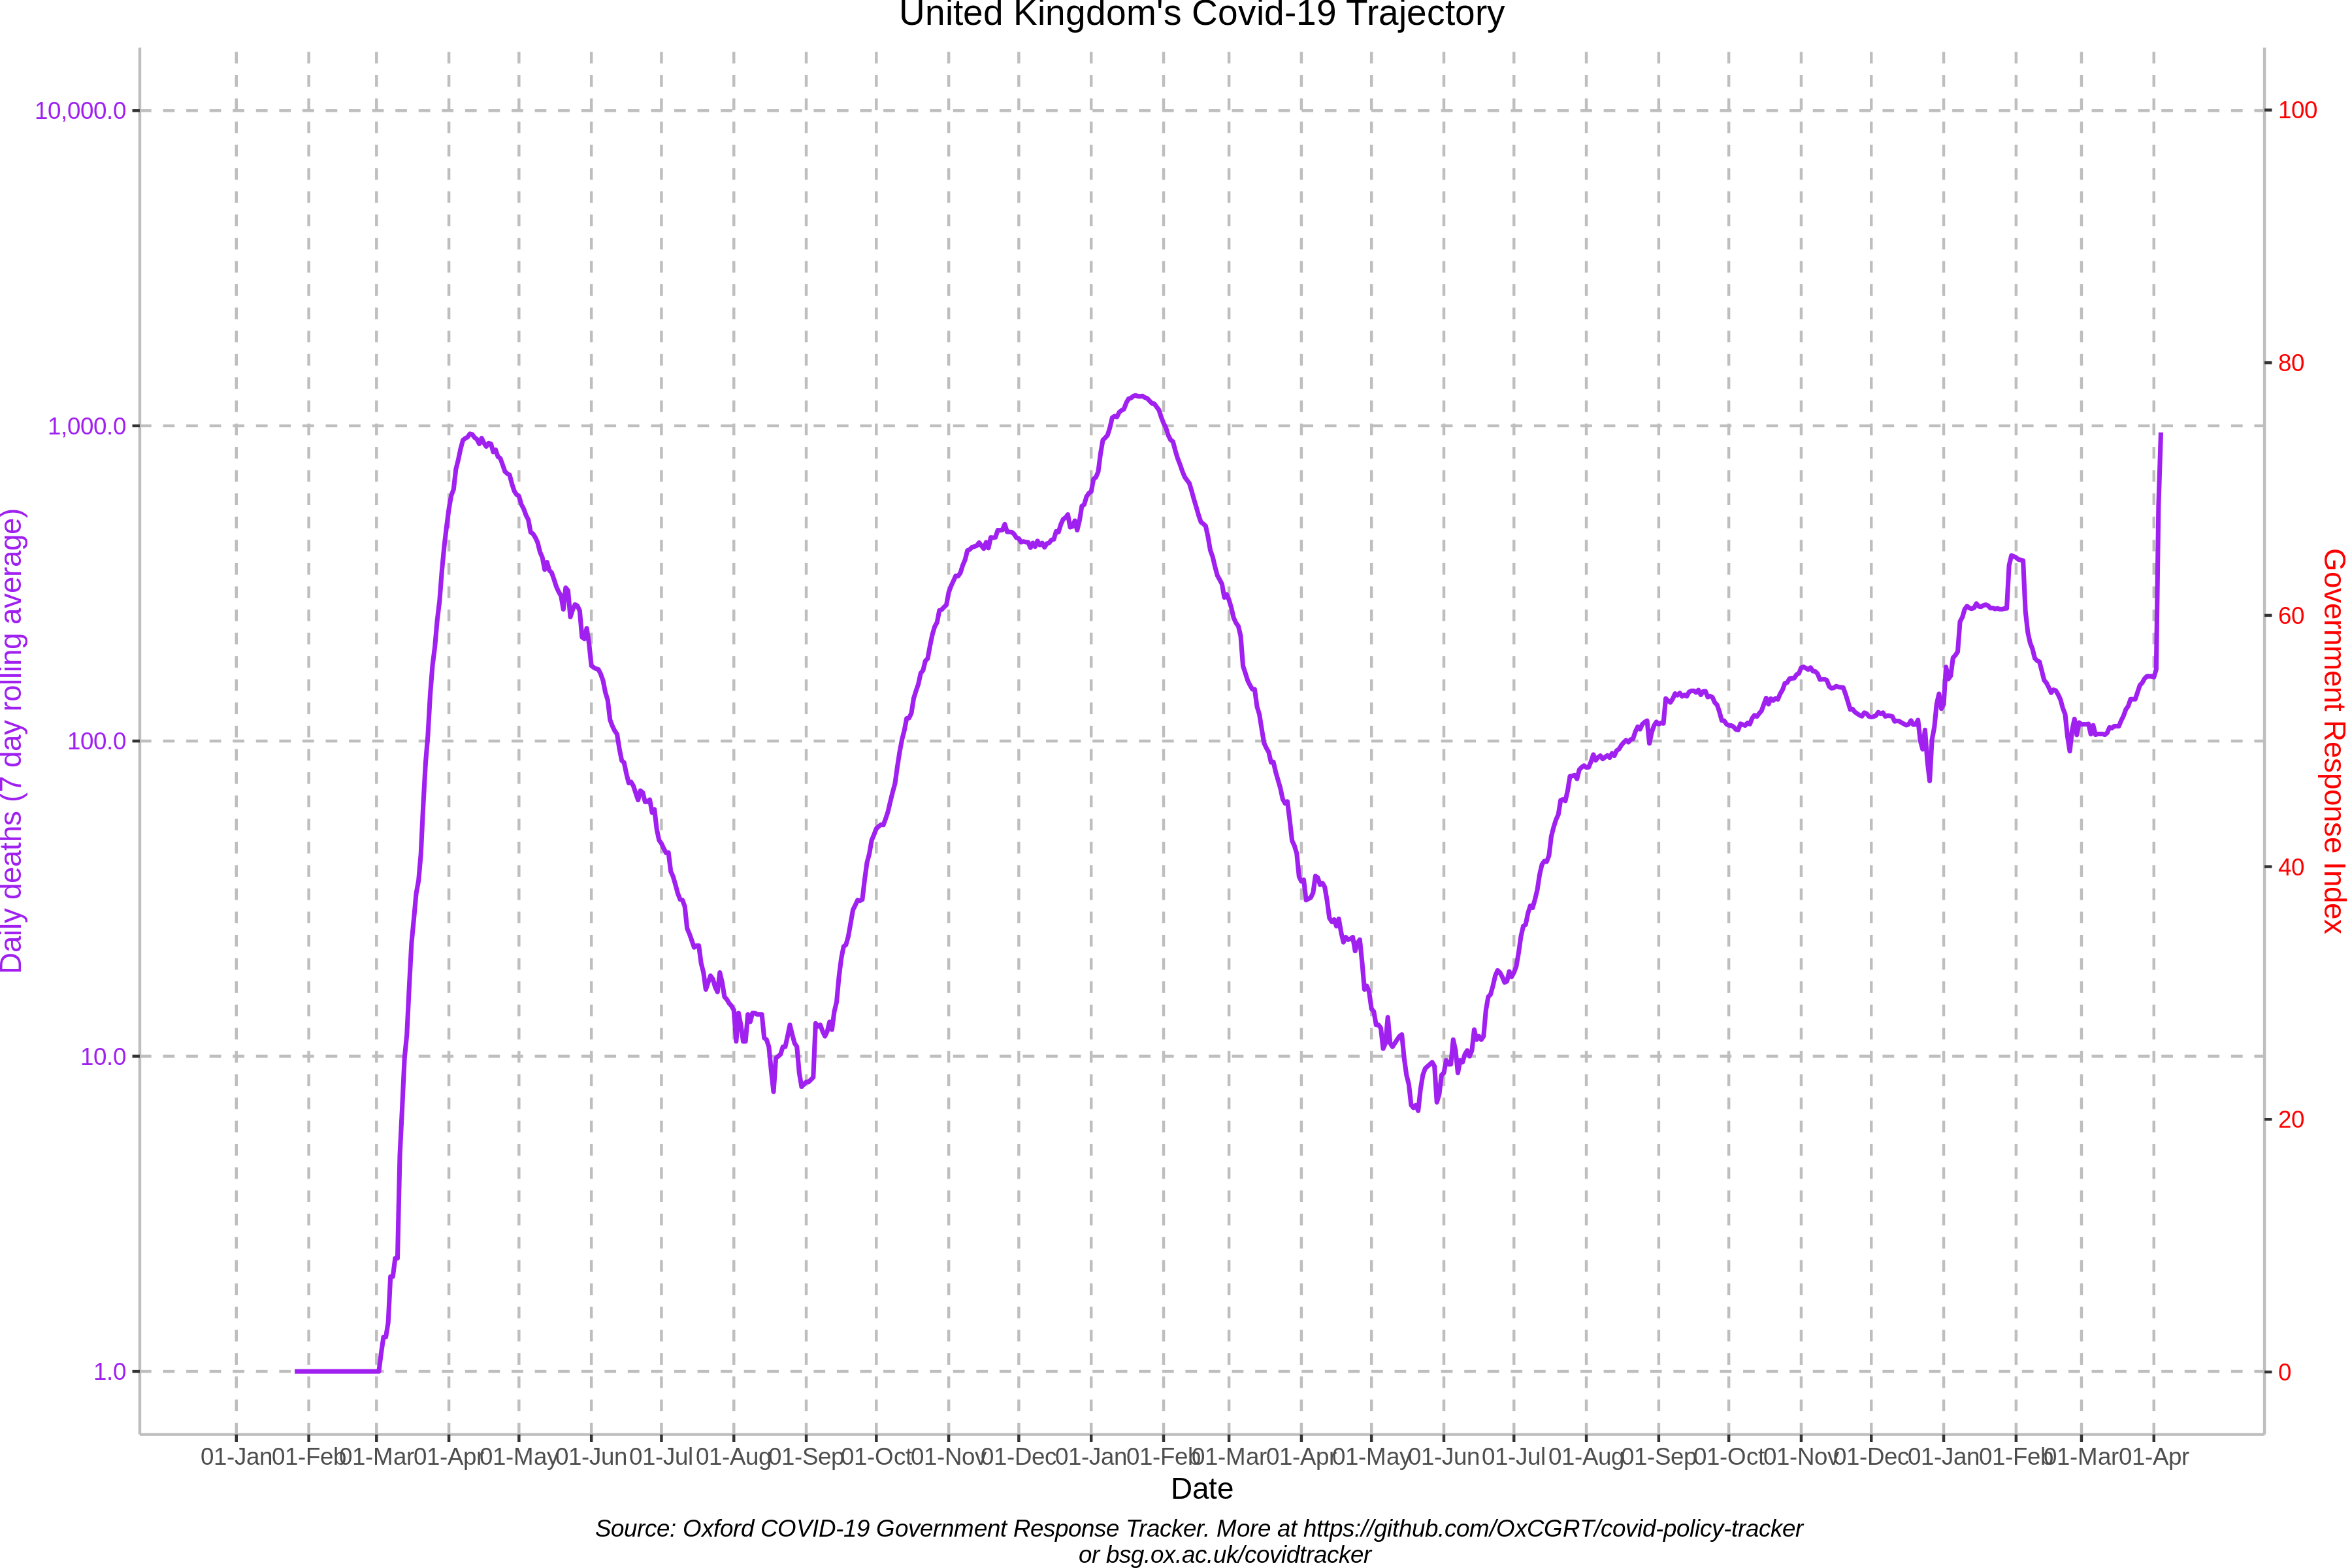 United Kingdom's Covid-19 Trajectory
10,000.0
1,000.0
100.0
10.0
1.0
Daily deaths (7 day rolling average)
100
80
60
40
20
0
Government Response Index
01-Jan 01-Feb 01-Mar 01-Apr 01-May 01-Jun 01-Jul 01-Aug 01-Sep 01-Oct 01-Nov 01-Dec 01-Jan 01-Feb 01-Mar 01-Apr 01-May 01-Jun 01-Jul 01-Aug 01-Sep 01-Oct 01-Nov 01-Dec 01-Jan 01-Feb 01-Mar 01-Apr
Date
Source: Oxford COVID-19 Government Response Tracker. More at https://github.com/OxCGRT/covid-policy-tracker
or bsg.ox.ac.uk/covidtracker